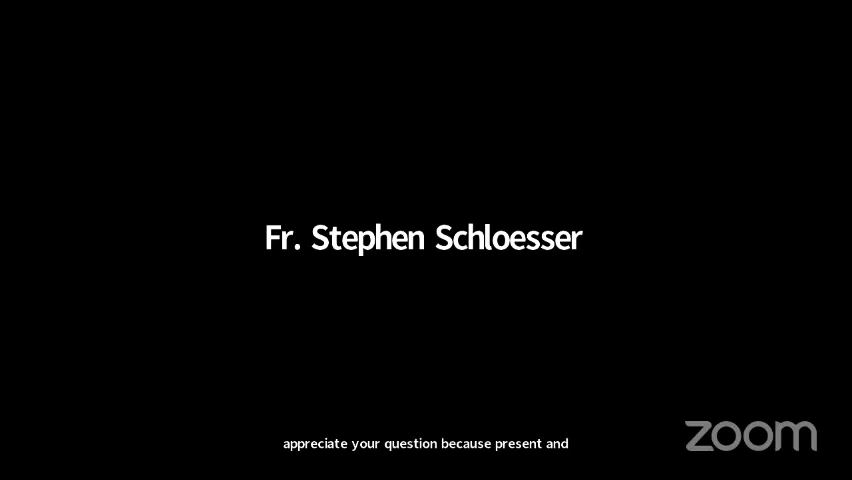 Fr. Stephen Schloesser
appreciate your question because present and
zoom